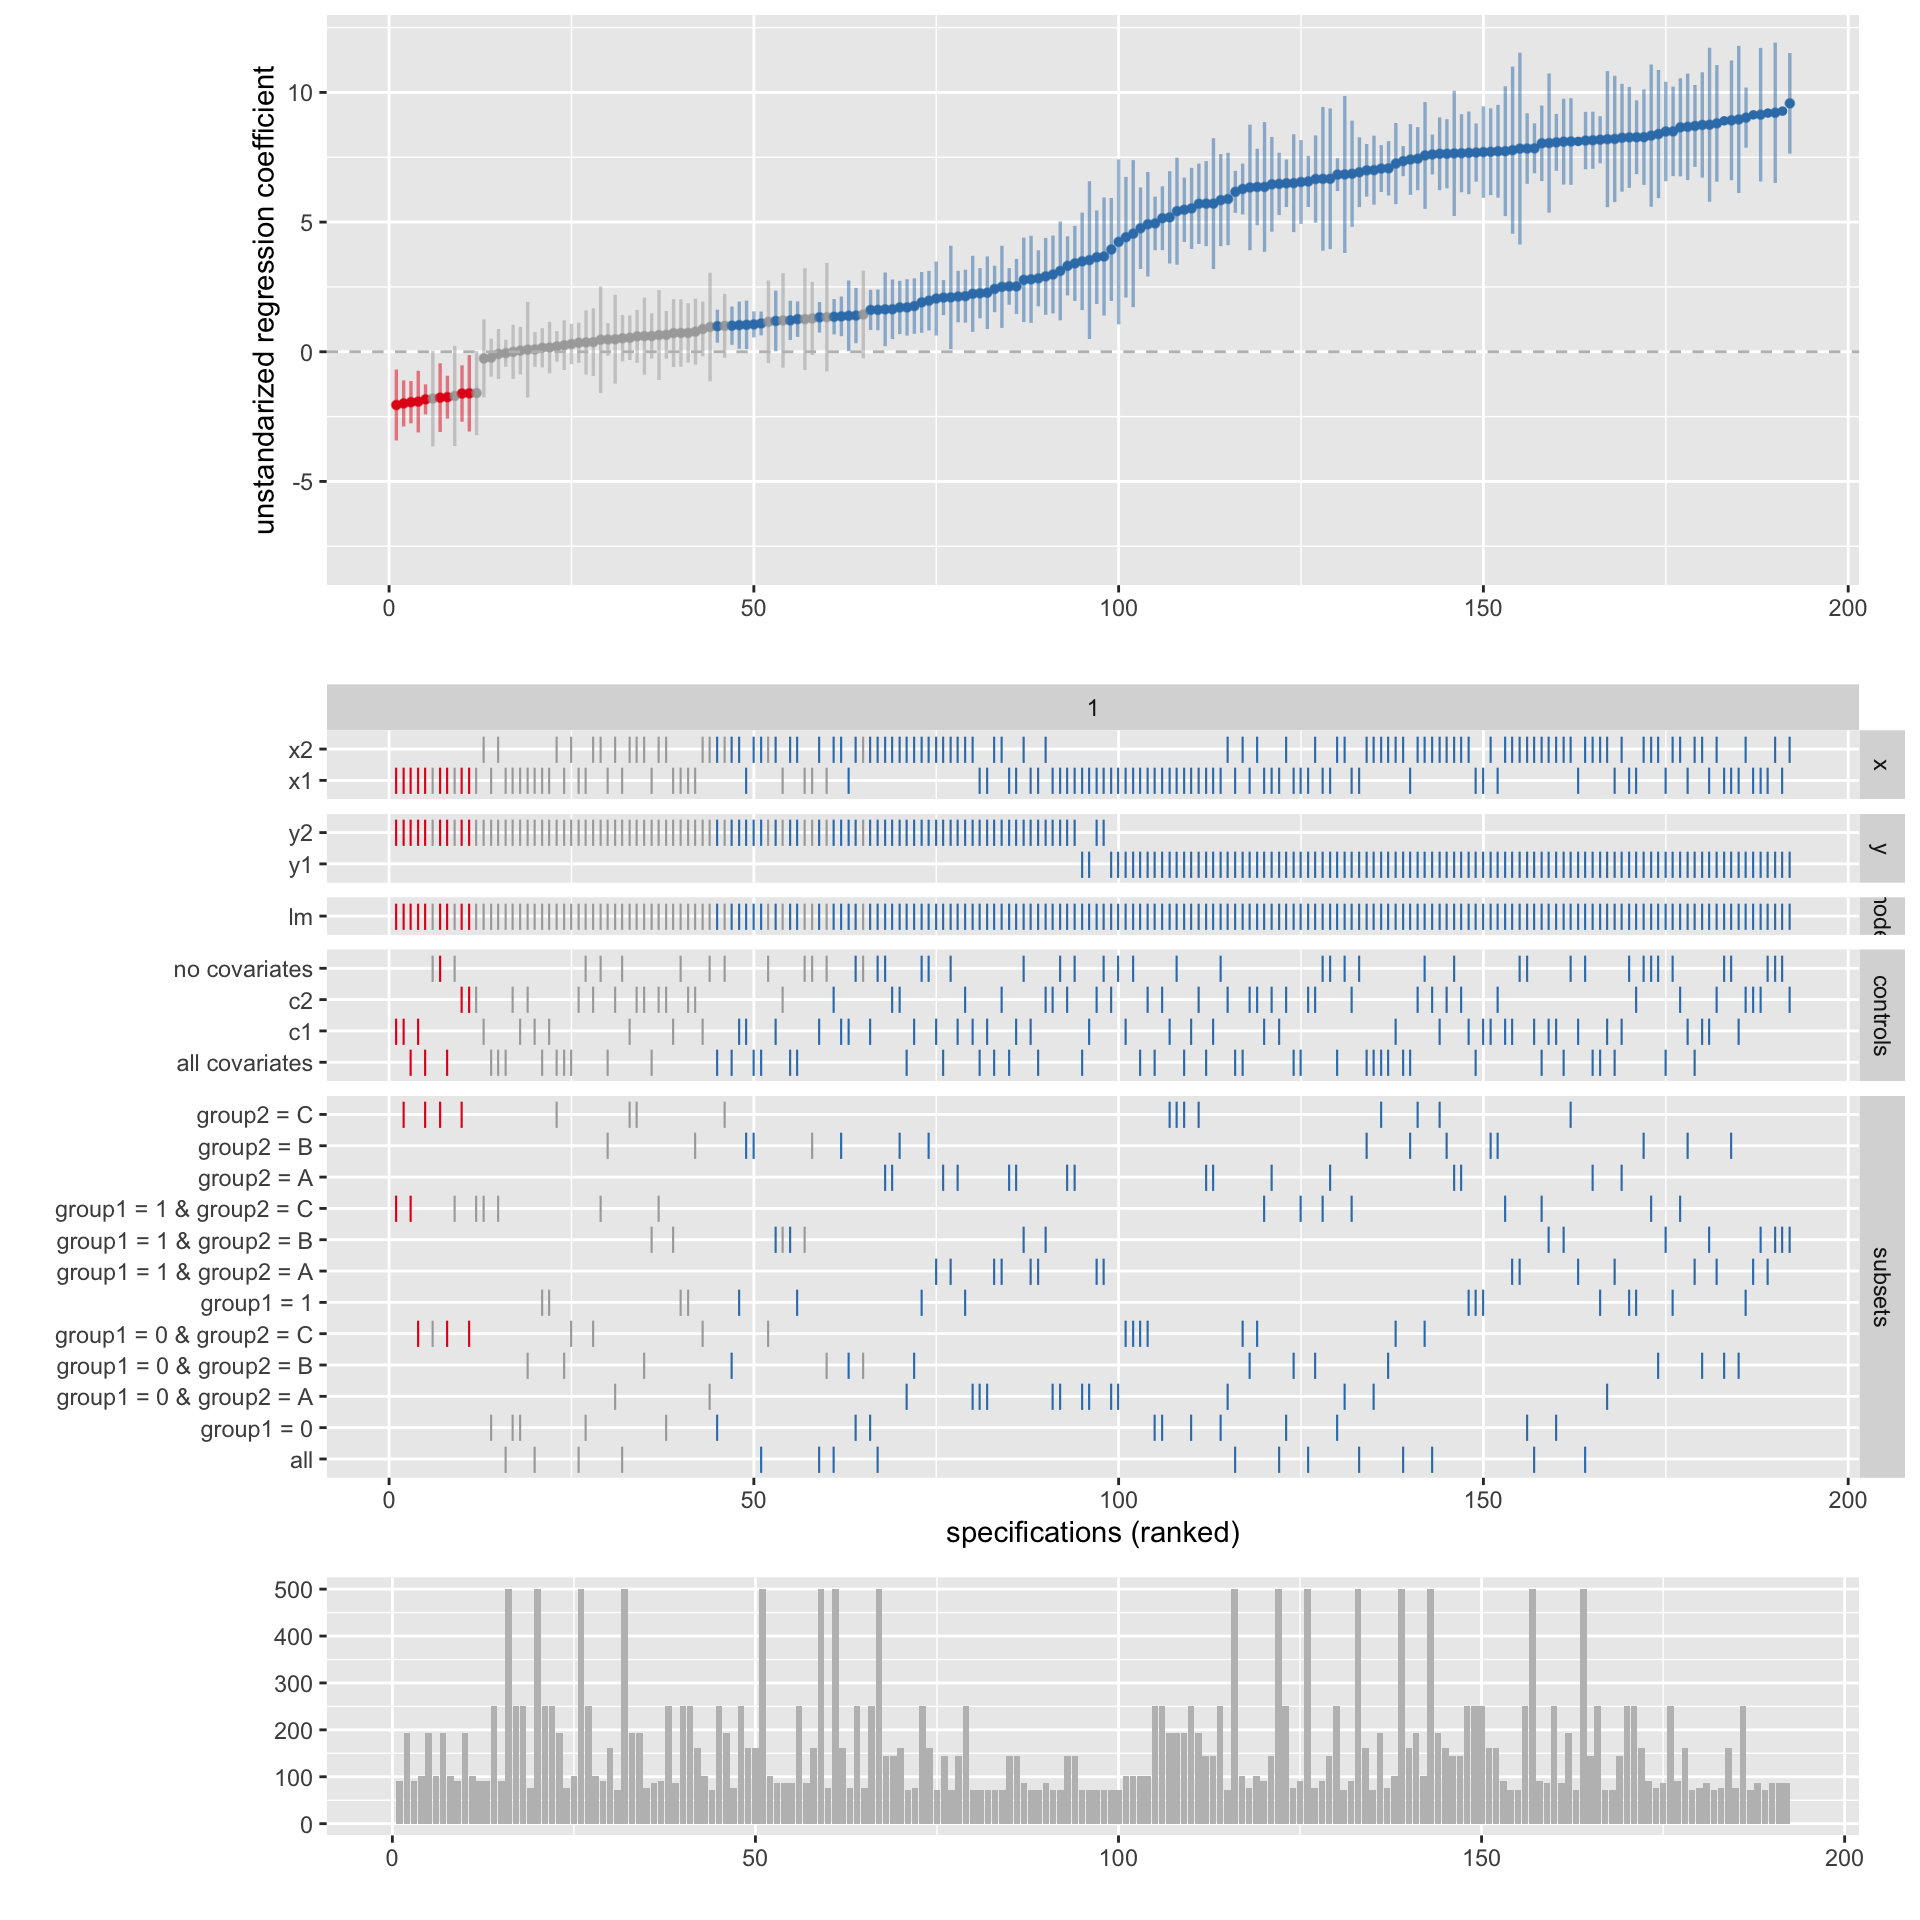 unstandarized regression coefficient
10
5
0
-5
0 50 100 150 200
1
x2
x1
x
y2
y1
y
lm
c2
no covariates
c1
all covariates
controls
group2 = C
group2 = B
group2 = A
group1 = 1 & group2 = C
group1 = 1 & group2 = B
group1 = 1 & group2 = A
group1 = 1
group1 = 0 & group2 = C
group1 = 0 & group2 = B
group1 = 0 & group2 = A
group1 = 0
all
subsets
0 50 100 150 200
specifications (ranked)
500
400
300
200
100
0
0 50 100 150 200